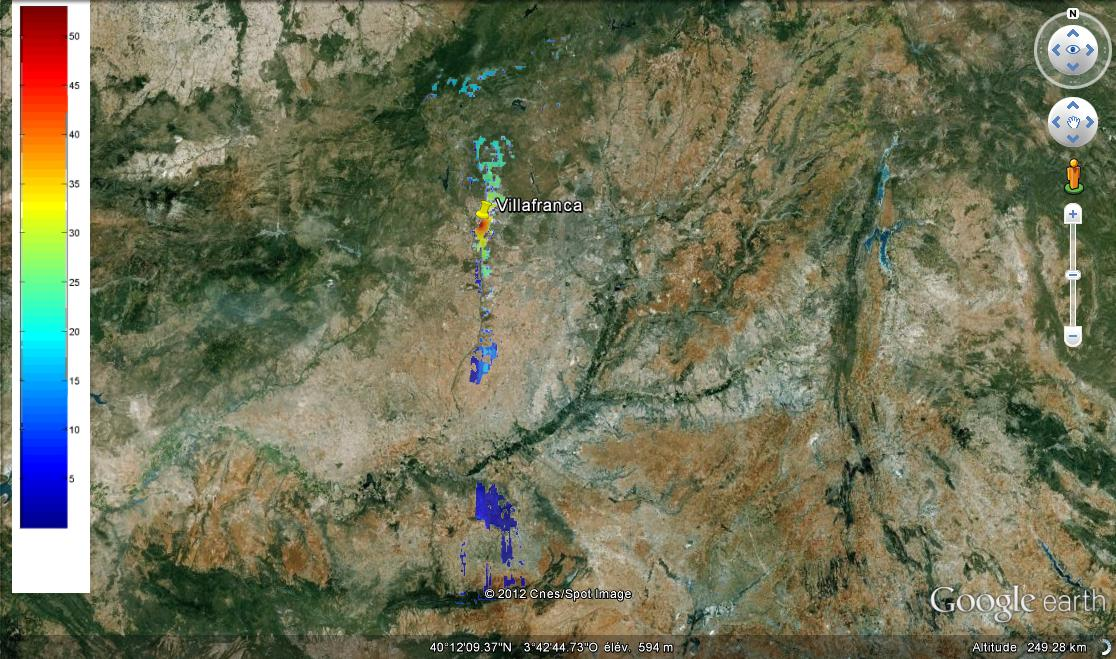 N
50
45
40
35
30
25
20
15
10
5
Villafranca
© 2012 Cnes/Spot Image
Google earth
40°12'09.37"N 3°42'44.73"O élév. 594 m
Altitude 249.28 km